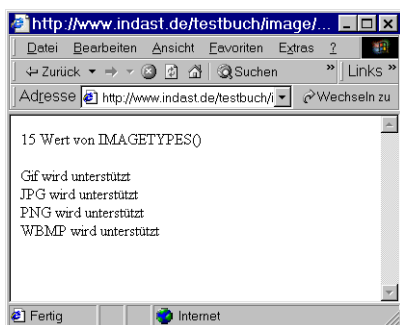 http://www.indast.de/testbuch/image/...
Datei Bearbeiten Ansicht Favoriten Extras ?
Zurück Suchen » Links »
Adresse http://www.indast.de/testbuch/i Wechseln zu
15 Wert von IMAGETYPES()
Gif wird unterstützt
JPG wird unterstützt
PNG wird unterstützt
WBMP wird unterstützt
Fertig Internet